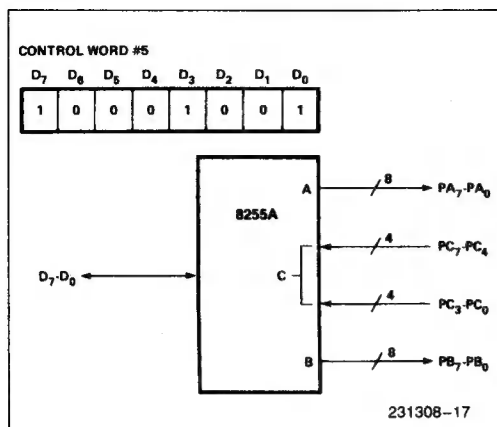 CONTROL WORD #5
D7 D6 D5 D4 D3 D2 D1 D0
1 0 0 0 1 0 0 1
A 8 PA7-PA0
8255A
4 PC7-PC4
D7-D0 C
4 PC3-PC0
B 8 PB7-PB0
231308-17